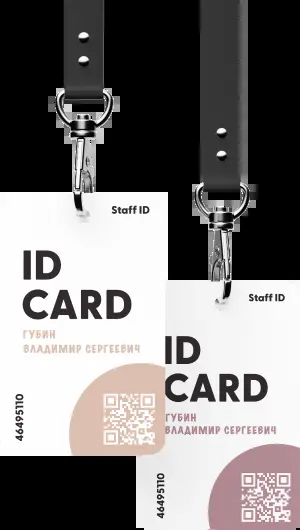 Staff ID
ID
CARD
ГУБИН
ВЛАДИМИР СЕРГЕЕВИЧ
46495110
Staff ID
ID
CARD
ГУБИН
ВЛАДИМИР СЕРГЕЕВИЧ
46495110